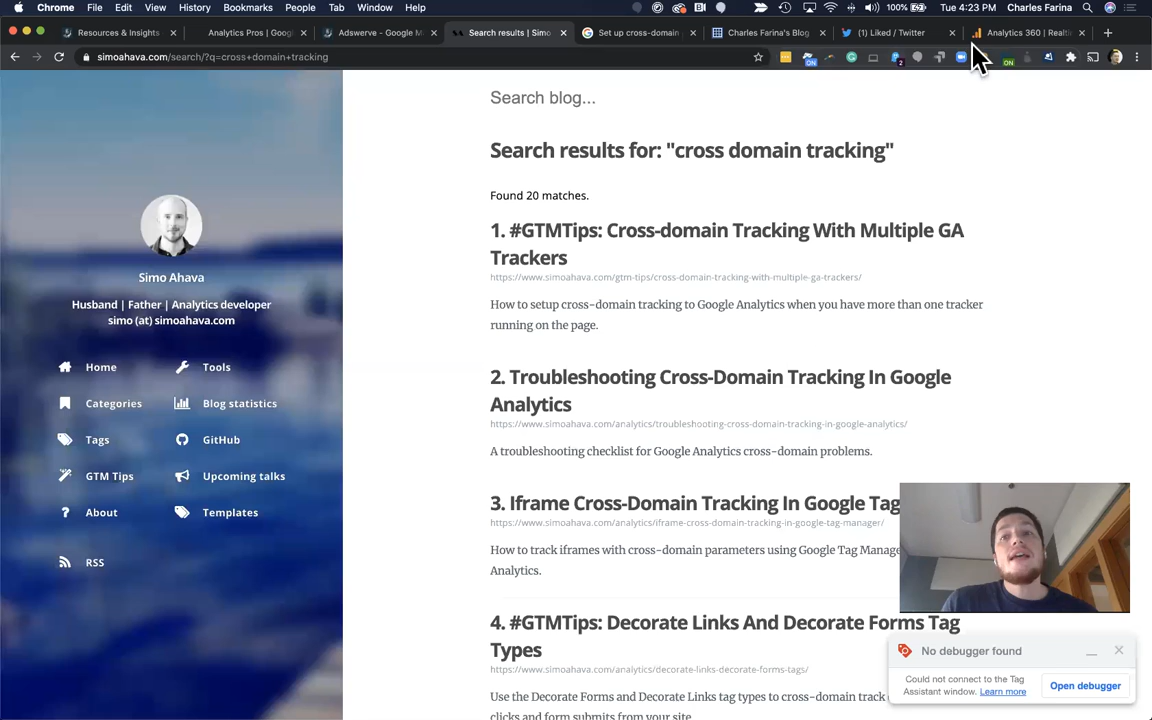 Chrome File Edit View History Bookmarks People Tab Window Help 100% Tue 4:23 PM Charles Farina
Resources & Insights
Analytics Pros | Goog
Adswerve - Google M
Search results | Simo
Set up cross-domain
Charles Farina's Blog
(1) Liked / Twitter
Analytics 360 | Realti
simoahava.com/search/?q=cross+domain+tracking
ON
2
ON
Search blog...
Search results for: "cross domain tracking"
Found 20 matches.
1. #GTMTips: Cross-domain Tracking With Multiple GA
Trackers
https://www.simoahava.com/gtm-tips/cross-domain-tracking-with-multiple-ga-trackers/
How to setup cross-domain tracking to Google Analytics when you have more than one tracker
running on the page.
2. Troubleshooting Cross-Domain Tracking In Google
Analytics
https://www.simoahava.com/analytics/troubleshooting-cross-domain-tracking-in-google-analytics/
A troubleshooting checklist for Google Analytics cross-domain problems.
3. Iframe Cross-Domain Tracking In Google Tag
https://www.simoahava.com/analytics/iframe-cross-domain-tracking-in-google-tag-manager/
How to track iframes with cross-domain parameters using Google Tag Manage
Analytics.
4. #GTMTips: Decorate Links And Decorate Forms Tag
Types
https://www.simoahava.com/analytics/decorate-links-decorate-forms-tags/
Use the Decorate Forms and Decorate Links tag types to cross-domain track
clicks and form submits from your site.
Simo Ahava
Husband | Father | Analytics developer
simo (at) simoahava.com
Home
Tools
Categories
Blog statistics
Tags
GitHub
GTM Tips
Upcoming talks
About
Templates
RSS
No debugger found
Could not connect to the Tag
Assistant window. Learn more
Open debugger